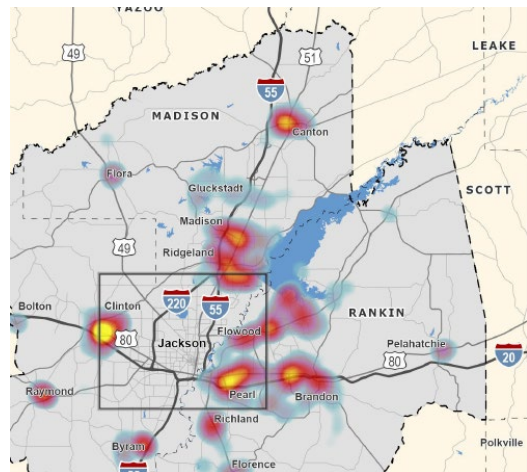 YAZOO
49
51
LEAKE
55
MADISON
Canton
Flora
Gluckstadt
SCOTT
Madison
49
Ridgeland
Bolton
Clinton
220
55
RANKIN
80
Jackson
Flowood
Pelahatchie
80
20
Raymond
Pearl
Brandon
Richland
Byram
Polkville
Florence